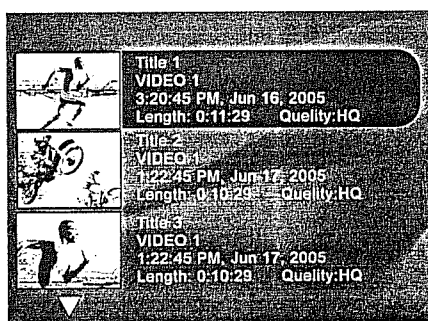 Title 1
VIDEO 1
3:20:45 PM, Jun 16, 2005
Length: 0:11:29 Quelity:HQ
Title 2
VIDEO 1
1:22:45 PM, Jun 17, 2005
Length: 0:10:29 Quelity:HQ
Title 3
VIDEO 1
1:22:45 PM, Jun 17, 2005
Length: 0:10:29 Quelity:HQ